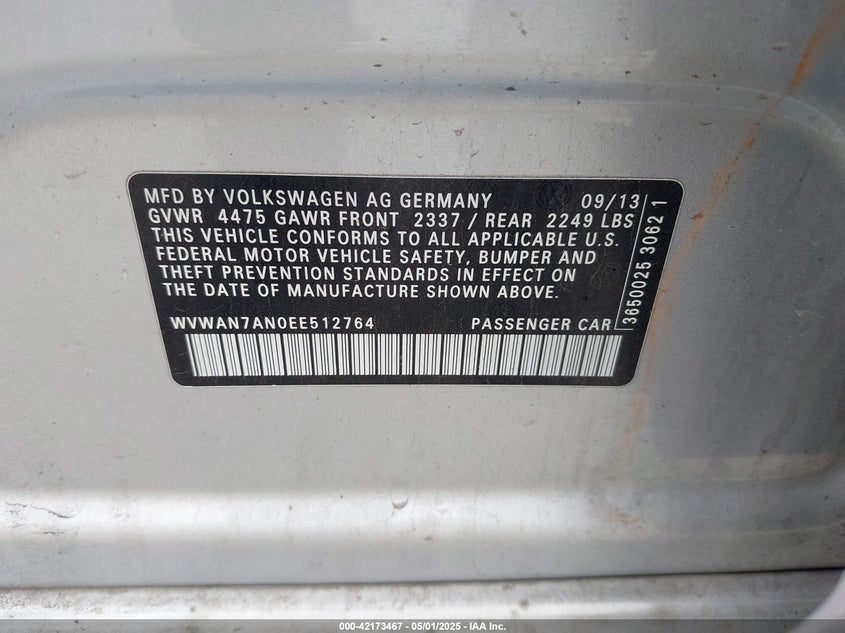 MFD BY VOLKSWAGEN AG GERMANY 09/13
GVWR 4475 GAWR FRONT 2337 / REAR 2249 LBS
THIS VEHICLE CONFORMS TO ALL APPLICABLE U.S.
FEDERAL MOTOR VEHICLE SAFETY, BUMPER AND
THEFT PREVENTION STANDARDS IN EFFECT ON
THE DATE OF MANUFACTURE SHOWN ABOVE.
WVWAN7AN0EE512764 PASSENGER CAR
3650025 3062 1
000-42173467 - 05/01/2025 - IAA Inc.